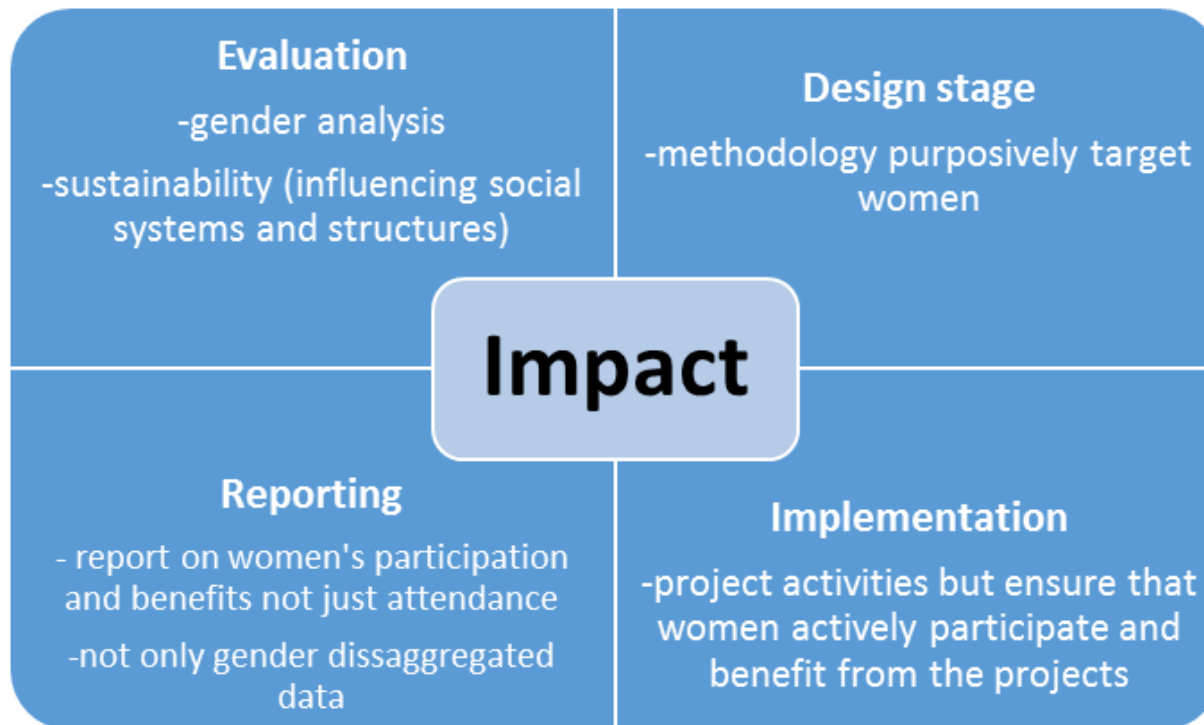 Evaluation
-gender analysis
-sustainability (influencing social
systems and structures)
Design stage
-methodology purposively target
women
Impact
Reporting
- report on women's participation
and benefits not just attendance
-not only gender dissaggregated
data
Implementation
-project activities but ensure that
women actively participate and
benefit from the projects